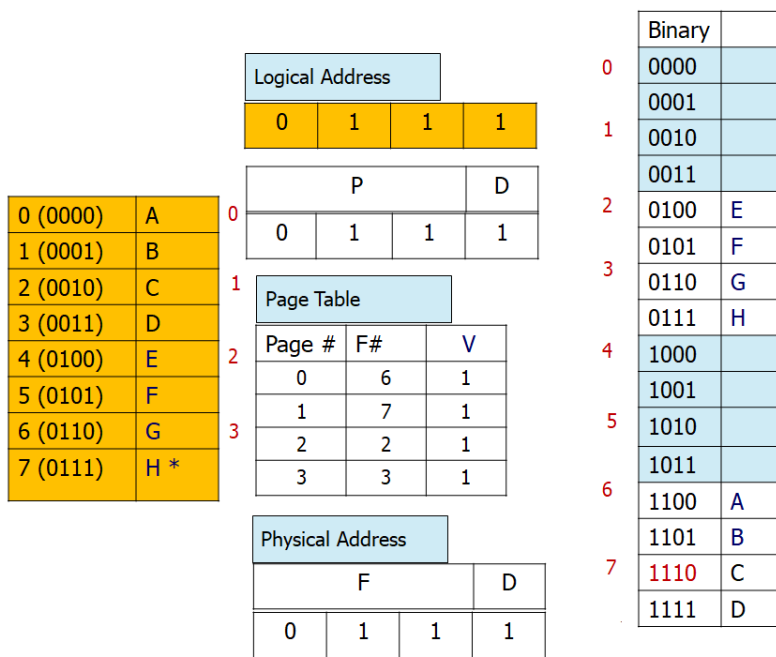 Logical Address
0 1 1 1
P D
0 1 1 1
0 (0000) A
1 (0001) B
2 (0010) C
3 (0011) D
4 (0100) E
5 (0101) F
6 (0110) G
7 (0111) H *
0
1
2
3
Page Table
Page # F# V
0 6 1
1 7 1
2 2 1
3 3 1
Physical Address
F D
0 1 1 1
Binary
0 0000
0001
1 0010
0011
2 0100 E
0101 F
3 0110 G
0111 H
4 1000
1001
5 1010
1011
6 1100 A
1101 B
7 1110 C
1111 D